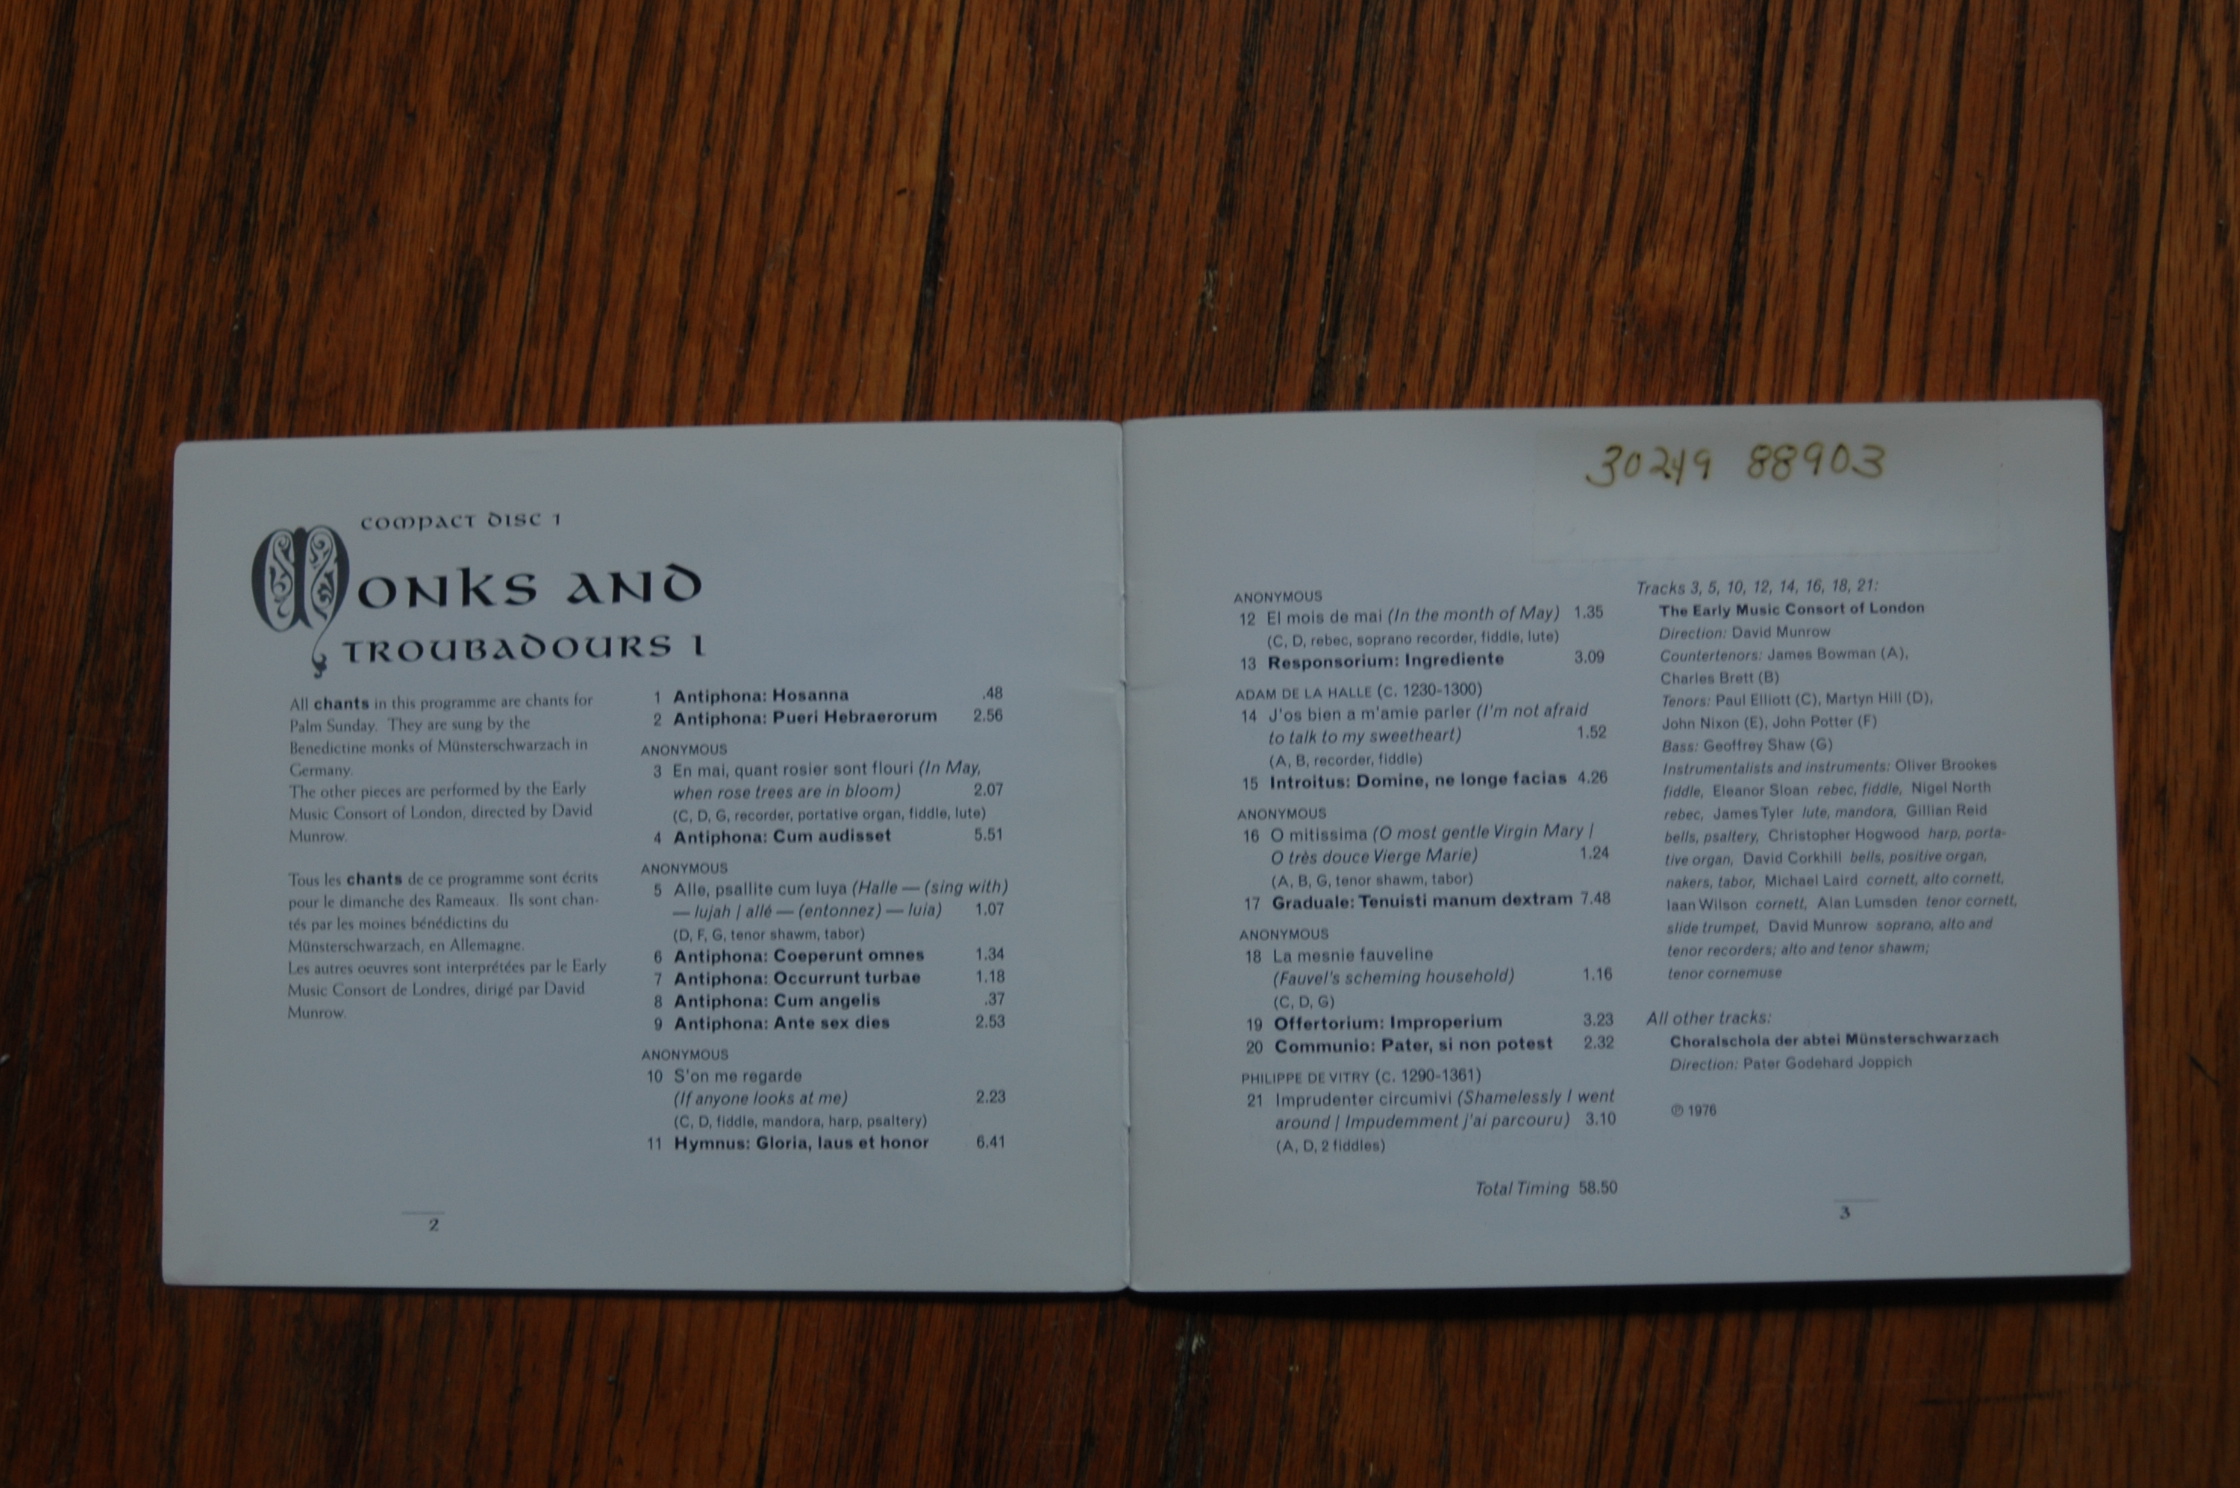 COMPACT DISC 1
MONKS AND
TROUBADOURS 1
All chants in this programme are chants for
Palm Sunday. They are sung by the
Benedictine monks of Münsterschwarzach in
Germany.
The other pieces are performed by the Early
Music Consort of London, directed by David
Munrow.
Tous les chants de ce programme sont écrits
pour le dimanche des Rameaux. Ils sont chan-
tés par les moines bénédictins du
Münsterschwarzach, en Allemagne.
Les autres oeuvres sont interprétées par le Early
Music Consort de Londres, dirigé par David
Munrow.
1 Antiphona: Hosanna .48
2 Antiphona: Pueri Hebraerorum 2.56
ANONYMOUS
3 En mai, quant rosier sont flouri (In May,
when rose trees are in bloom) 2.07
(C, D, G, recorder, portative organ, fiddle, lute)
4 Antiphona: Cum audisset 5.51
ANONYMOUS
5 Alle, psallite cum luya (Halle — (sing with)
— lujah / allé — (entonnez) — luia) 1.07
(D, F, G, tenor shawm, tabor)
6 Antiphona: Coeperunt omnes 1.34
7 Antiphona: Occurrunt turbae 1.18
8 Antiphona: Cum angelis .37
9 Antiphona: Ante sex dies 2.53
ANONYMOUS
10 S'on me regarde
(If anyone looks at me) 2.23
(C, D, fiddle, mandora, harp, psaltery)
11 Hymnus: Gloria, laus et honor 6.41
2
30249 88903
ANONYMOUS
12 El mois de mai (In the month of May) 1.35
(C, D, rebec, soprano recorder, fiddle, lute)
13 Responsorium: Ingrediente 3.09
ADAM DE LA HALLE (C. 1230-1300)
14 J'os bien a m'amie parler (I'm not afraid
to talk to my sweetheart) 1.52
(A, B, recorder, fiddle)
15 Introitus: Domine, ne longe facias 4.26
ANONYMOUS
16 O mitissima (O most gentle Virgin Mary /
O très douce Vierge Marie) 1.24
(A, B, G, tenor shawm, tabor)
17 Graduale: Tenuisti manum dextram 7.48
ANONYMOUS
18 La mesnie fauveline
(Fauvel's scheming household) 1.16
(C, D, G)
19 Offertorium: Improperium 3.23
20 Communio: Pater, si non potest 2.32
PHILIPPE DE VITRY (C. 1290-1361)
21 Imprudenter circumivi (Shamelessly I went
around / Impudemment j'ai parcouru) 3.10
(A, D, 2 fiddles)
Total Timing 58.50
Tracks 3, 5, 10, 12, 14, 16, 18, 21:
The Early Music Consort of London
Direction: David Munrow
Countertenors: James Bowman (A),
Charles Brett (B)
Tenors: Paul Elliott (C), Martyn Hill (D),
John Nixon (E), John Potter (F)
Bass: Geoffrey Shaw (G)
Instrumentalists and instruments: Oliver Brookes
fiddle, Eleanor Sloan rebec, fiddle, Nigel North
rebec, James Tyler lute, mandora, Gillian Reid
bells, psaltery, Christopher Hogwood harp, porta-
tive organ, David Corkhill bells, positive organ,
nakers, tabor, Michael Laird cornett, alto cornett,
Iaan Wilson cornett, Alan Lumsden tenor cornett,
slide trumpet, David Munrow soprano, alto and
tenor recorders; alto and tenor shawm;
tenor cornemuse
All other tracks:
Choralschola der abtei Münsterschwarzach
Direction: Pater Godehard Joppich
℗ 1976
3